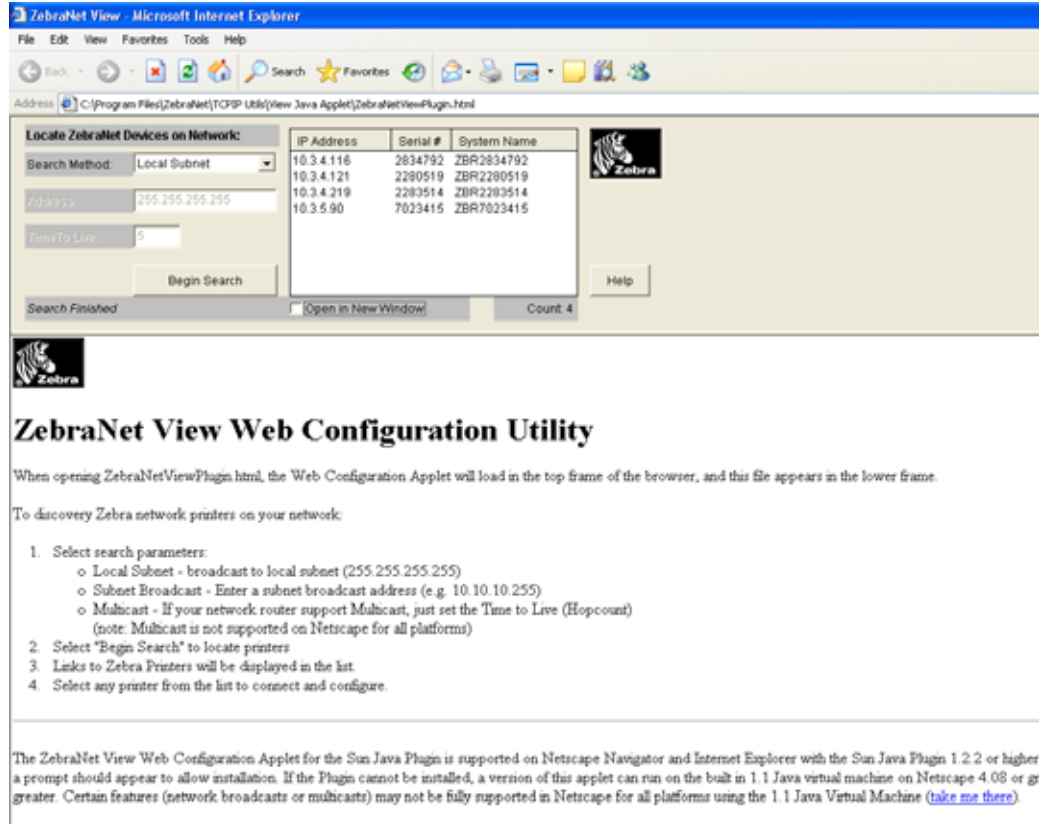 ZebraNet View - Microsoft Internet Explorer
File Edit View Favorites Tools Help
Back Search Favorites
Address C:\Program Files\ZebraNet\TCPIP Utils\View Java Applet\ZebraNetViewPlugin.html
Locate ZebraNet Devices on Network:
Search Method: Local Subnet
Address: 255.255.255.255
TimeTo Live: 5
Begin Search
IP Address Serial # System Name
10.3.4.116 2834792 ZBR2834792
10.3.4.121 2280519 ZBR2280519
10.3.4.219 2283514 ZBR2283514
10.3.5.90 7023415 ZBR7023415
Zebra
Help
Search Finished Open in New Window Count: 4
Zebra
ZebraNet View Web Configuration Utility
When opening ZebraNetViewPlugin.html, the Web Configuration Applet will load in the top frame of the browser, and this file appears in the lower frame.
To discovery Zebra network printers on your network:
1. Select search parameters:
o Local Subnet - broadcast to local subnet (255.255.255.255)
o Subnet Broadcast - Enter a subnet broadcast address (e.g. 10.10.10.255)
o Multicast - If your network router support Multicast, just set the Time to Live (Hopcount)
(note: Multicast is not supported on Netscape for all platforms)
2. Select "Begin Search" to locate printers
3. Links to Zebra Printers will be displayed in the list.
4. Select any printer from the list to connect and configure.
The ZebraNet View Web Configuration Applet for the Sun Java Plugin is supported on Netscape Navigator and Internet Explorer with the Sun Java Plugin 1.2.2 or higher
a prompt should appear to allow installation. If the Plugin cannot be installed, a version of this applet can run on the built in 1.1 Java virtual machine on Netscape 4.08 or
greater. Certain features (network broadcasts or multicasts) may not be fully supported in Netscape for all platforms using the 1.1 Java Virtual Machine (take me there).